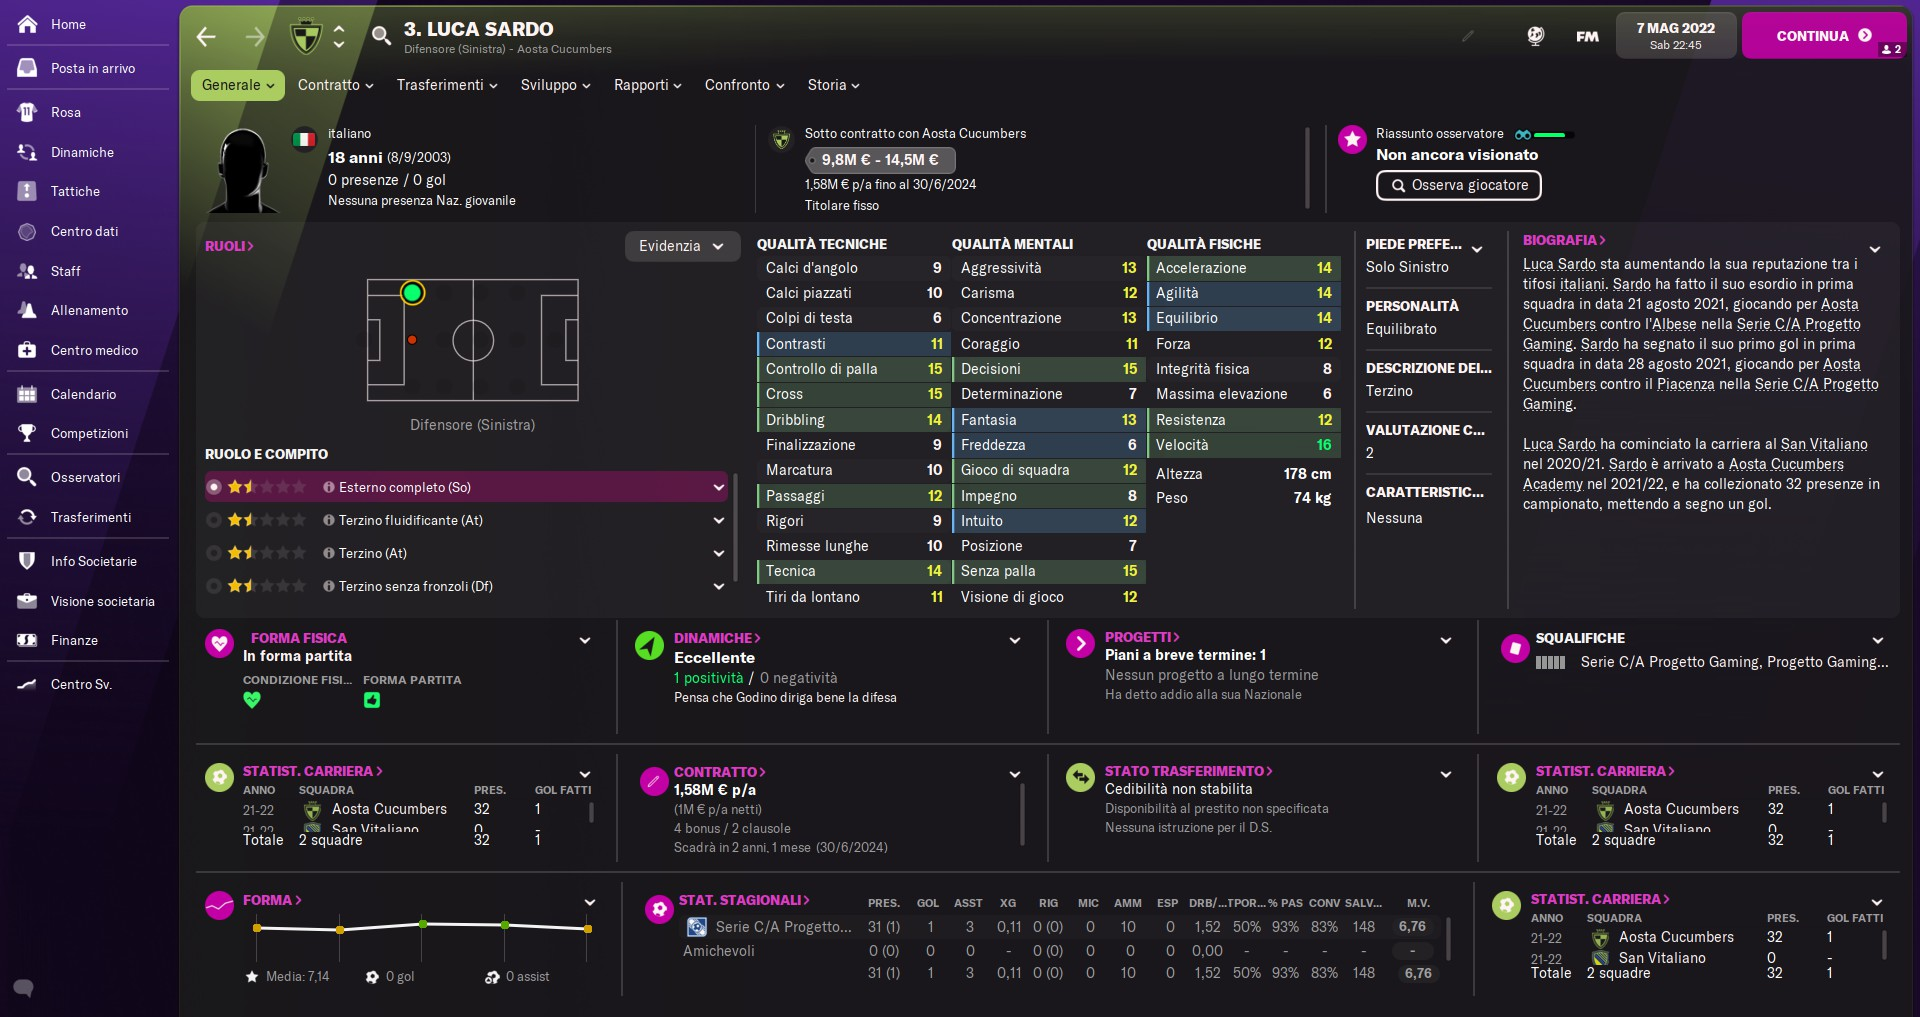 Home
Posta in arrivo
Rosa
Dinamiche
Tattiche
Centro dati
Staff
Allenamento
Centro medico
Calendario
Competizioni
Osservatori
Trasferimenti
Info Societarie
Visione societaria
Finanze
Centro Sv.
3. LUCA SARDO
Difensore (Sinistra) - Aosta Cucumbers
FM
7 MAG 2022
Sab 22:45
CONTINUA
2
Generale
Contratto
Trasferimenti
Sviluppo
Rapporti
Confronto
Storia
italiano
18 anni (8/9/2003)
0 presenze / 0 gol
Nessuna presenza Naz. giovanile
Sotto contratto con Aosta Cucumbers
9,8M € - 14,5M €
1,58M € p/a fino al 30/6/2024
Titolare fisso
Riassunto osservatore
Non ancora visionato
Osserva giocatore
RUOLI
Evidenzia
Difensore (Sinistra)
RUOLO E COMPITO
Esterno completo (So)
Terzino fluidificante (At)
Terzino (At)
Terzino senza fronzoli (Df)
QUALITÀ TECNICHE
Calci d'angolo 9
Calci piazzati 10
Colpi di testa 6
Contrasti 11
Controllo di palla 15
Cross 15
Dribbling 14
Finalizzazione 9
Marcatura 10
Passaggi 12
Rigori 9
Rimesse lunghe 10
Tecnica 14
Tiri da lontano 11
QUALITÀ MENTALI
Aggressività 13
Carisma 12
Concentrazione 13
Coraggio 11
Decisioni 15
Determinazione 7
Fantasia 13
Freddezza 6
Gioco di squadra 12
Impegno 8
Intuito 12
Posizione 7
Senza palla 15
Visione di gioco 12
QUALITÀ FISICHE
Accelerazione 14
Agilità 14
Equilibrio 14
Forza 12
Integrità fisica 8
Massima elevazione 6
Resistenza 12
Velocità 16
Altezza 178 cm
Peso 74 kg
PIEDE PREFE...
Solo Sinistro
PERSONALITÀ
Equilibrato
DESCRIZIONE DEI...
Terzino
VALUTAZIONE C...
2
CARATTERISTIC...
Nessuna
BIOGRAFIA
Luca Sardo sta aumentando la sua reputazione tra i
tifosi italiani. Sardo ha fatto il suo esordio in prima
squadra in data 21 agosto 2021, giocando per Aosta
Cucumbers contro l'Albese nella Serie C/A Progetto
Gaming. Sardo ha segnato il suo primo gol in prima
squadra in data 28 agosto 2021, giocando per Aosta
Cucumbers contro il Piacenza nella Serie C/A Progetto
Gaming.
Luca Sardo ha cominciato la carriera al San Vitaliano
nel 2020/21. Sardo è arrivato a Aosta Cucumbers
Academy nel 2021/22, e ha collezionato 32 presenze in
campionato, mettendo a segno un gol.
FORMA FISICA
In forma partita
CONDIZIONE FISI... FORMA PARTITA
DINAMICHE
Eccellente
1 positività / 0 negatività
Pensa che Godino diriga bene la difesa
PROGETTI
Piani a breve termine: 1
Nessun progetto a lungo termine
Ha detto addio alla sua Nazionale
SQUALIFICHE
Serie C/A Progetto Gaming, Progetto Gaming...
STATIST. CARRIERA
ANNO SQUADRA PRES. GOL FATTI
21-22 Aosta Cucumbers 32 1
21-22 San Vitaliano 0 -
Totale 2 squadre 32 1
CONTRATTO
1,58M € p/a
(1M € p/a netti)
4 bonus / 2 clausole
Scadrà in 2 anni, 1 mese (30/6/2024)
STATO TRASFERIMENTO
Cedibilità non stabilita
Disponibilità al prestito non specificata
Nessuna istruzione per il D.S.
STATIST. CARRIERA
ANNO SQUADRA PRES. GOL FATTI
21-22 Aosta Cucumbers 32 1
21-22 San Vitaliano 0 -
Totale 2 squadre 32 1
FORMA
Media: 7,14 0 gol 0 assist
STAT. STAGIONALI PRES. GOL ASST XG RIG MIC AMM ESP DRB/... TPOR... % PAS CONV SALV... M.V.
Serie C/A Progetto... 31 (1) 1 3 0,11 0 (0) 0 10 0 1,52 50% 93% 83% 148 6,76
Amichevoli 0 (0) 0 0 - 0 (0) 0 0 0 0,00 - - - - -
31 (1) 1 3 0,11 0 (0) 0 10 0 1,52 50% 93% 83% 148 6,76
STATIST. CARRIERA
ANNO SQUADRA PRES. GOL FATTI
21-22 Aosta Cucumbers 32 1
21-22 San Vitaliano 0 -
Totale 2 squadre 32 1